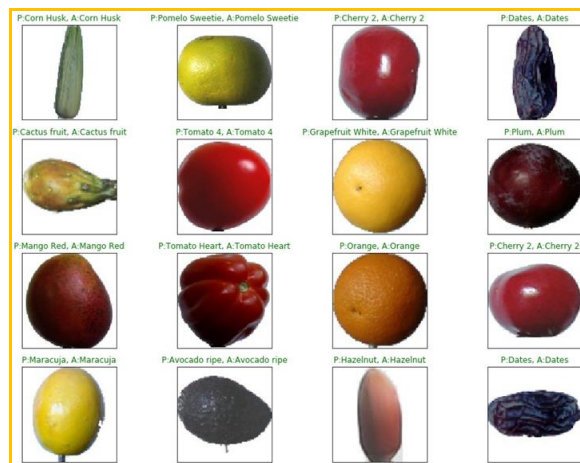 P:Corn Husk, A:Corn Husk
P:Pomelo Sweetie, A:Pomelo Sweetie
P:Cherry 2, A:Cherry 2
P:Dates, A:Dates
P:Cactus fruit, A:Cactus fruit
P:Tomato 4, A:Tomato 4
P:Grapefruit White, A:Grapefruit White
P:Plum, A:Plum
P:Mango Red, A:Mango Red
P:Tomato Heart, A:Tomato Heart
P:Orange, A:Orange
P:Cherry 2, A:Cherry 2
P:Maracuja, A:Maracuja
P:Avocado ripe, A:Avocado ripe
P:Hazelnut, A:Hazelnut
P:Dates, A:Dates